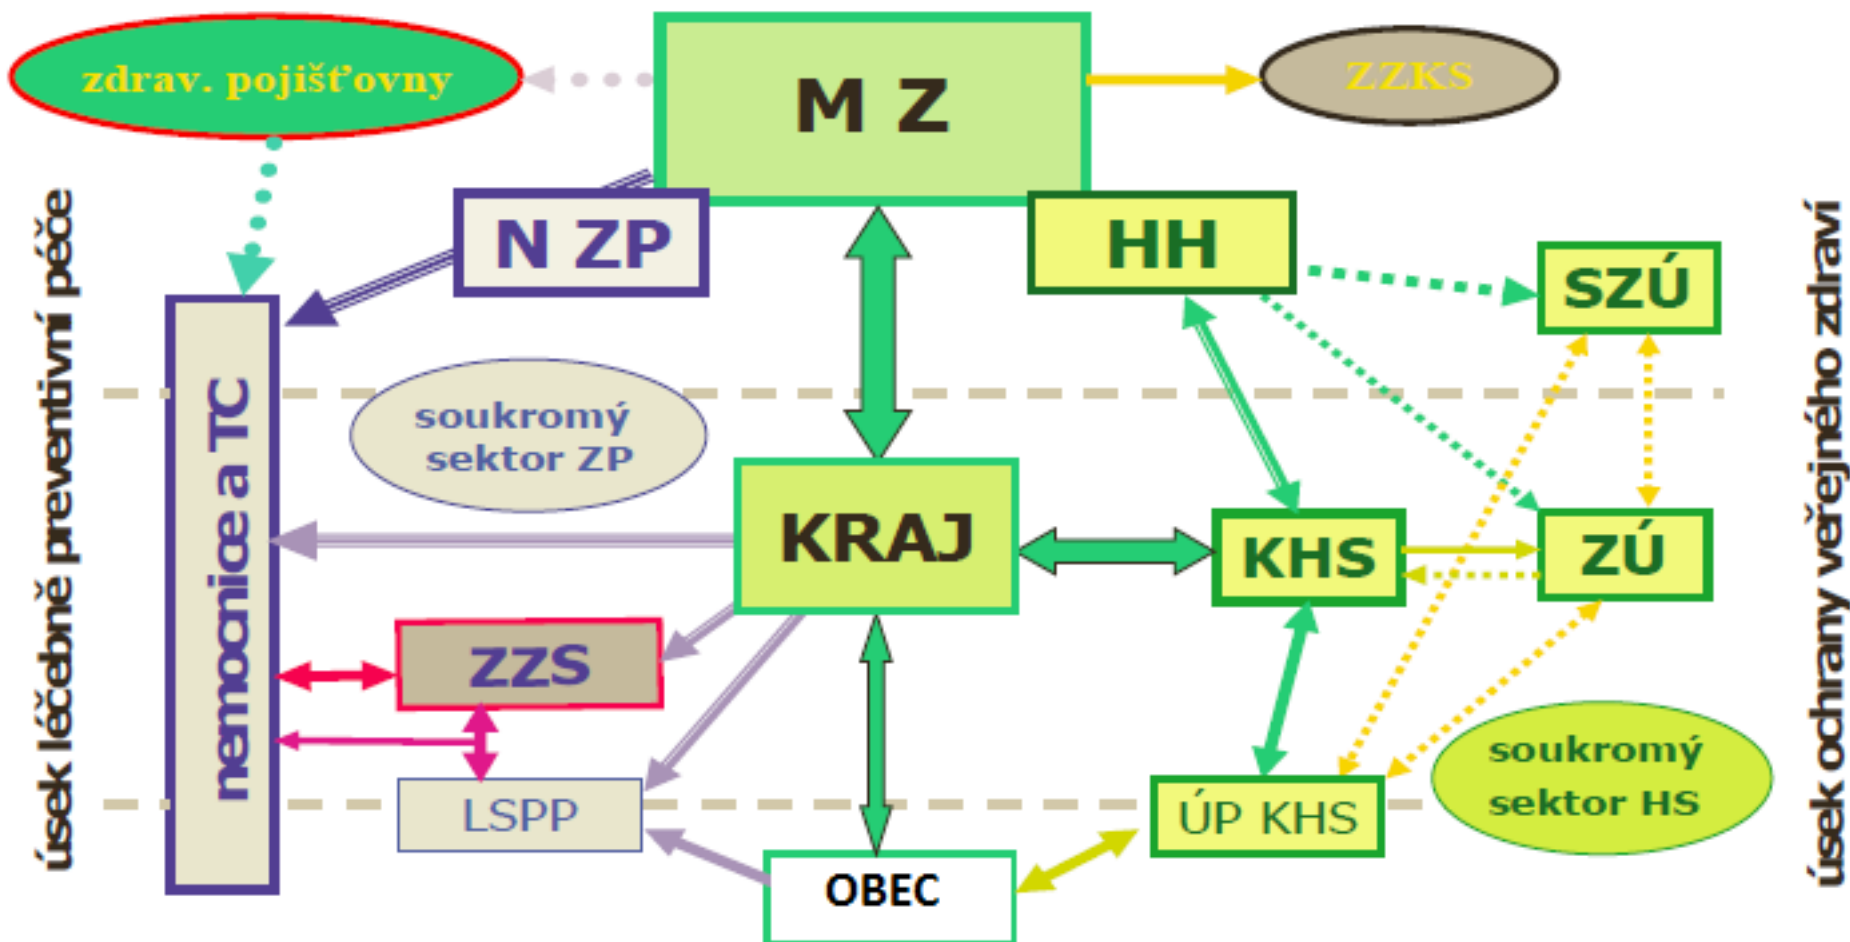 zdrav. pojišťovny
M Z
ZZKS
N ZP
HH
SZÚ
úsek léčebně preventivní péče
nemocnice a TC
soukromý
sektor ZP
KRAJ
KHS
ZÚ
ZZS
LSPP
OBEC
ÚP KHS
soukromý
sektor HS
úsek ochrany veřejného zdraví